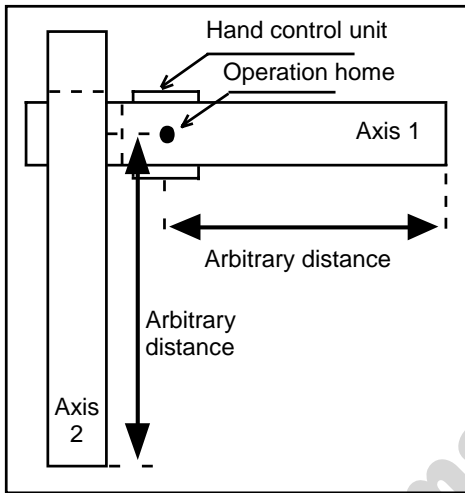 Hand control unit
Operation home
Axis 1
Arbitrary distance
Arbitrary
distance
Axis
2